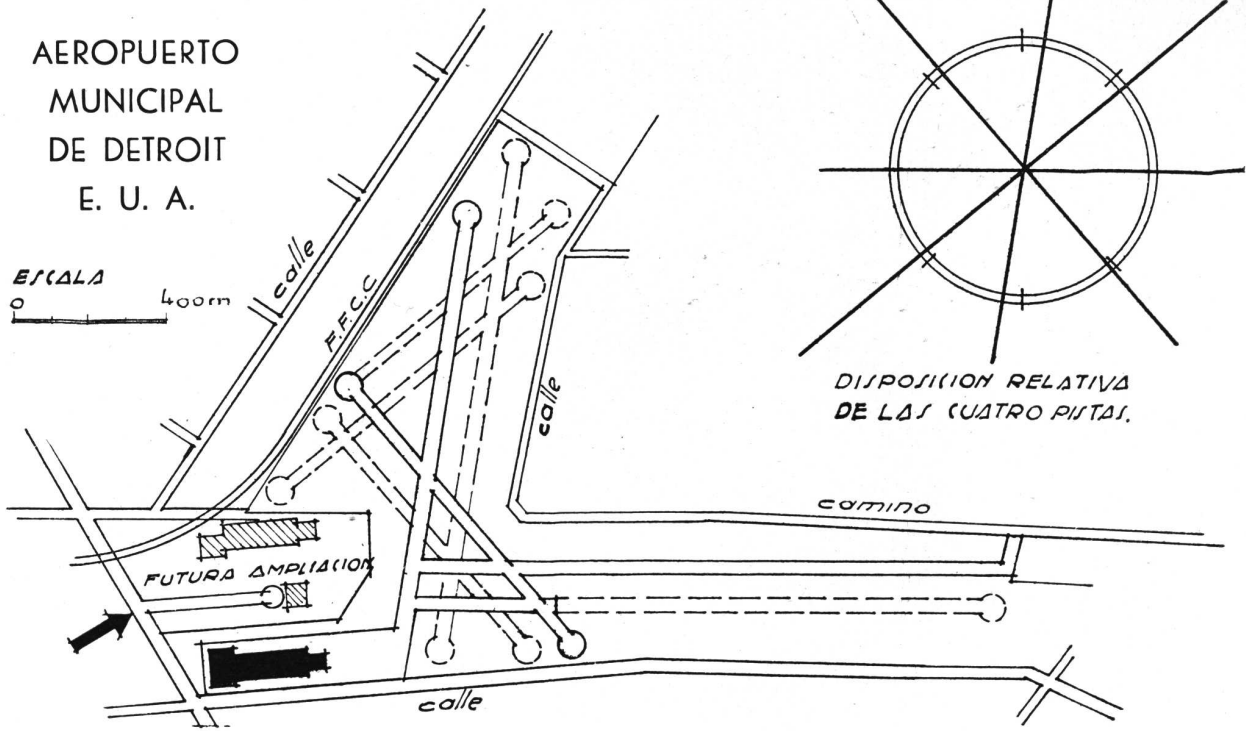 AEROPUERTO
MUNICIPAL
DE DETROIT
E. U. A.
ESCALA
0 400m
calle
F.F.C.C.
calle
camino
FUTURA AMPLIACION
calle
DISPOSICION RELATIVA
DE LAS CUATRO PISTAS.